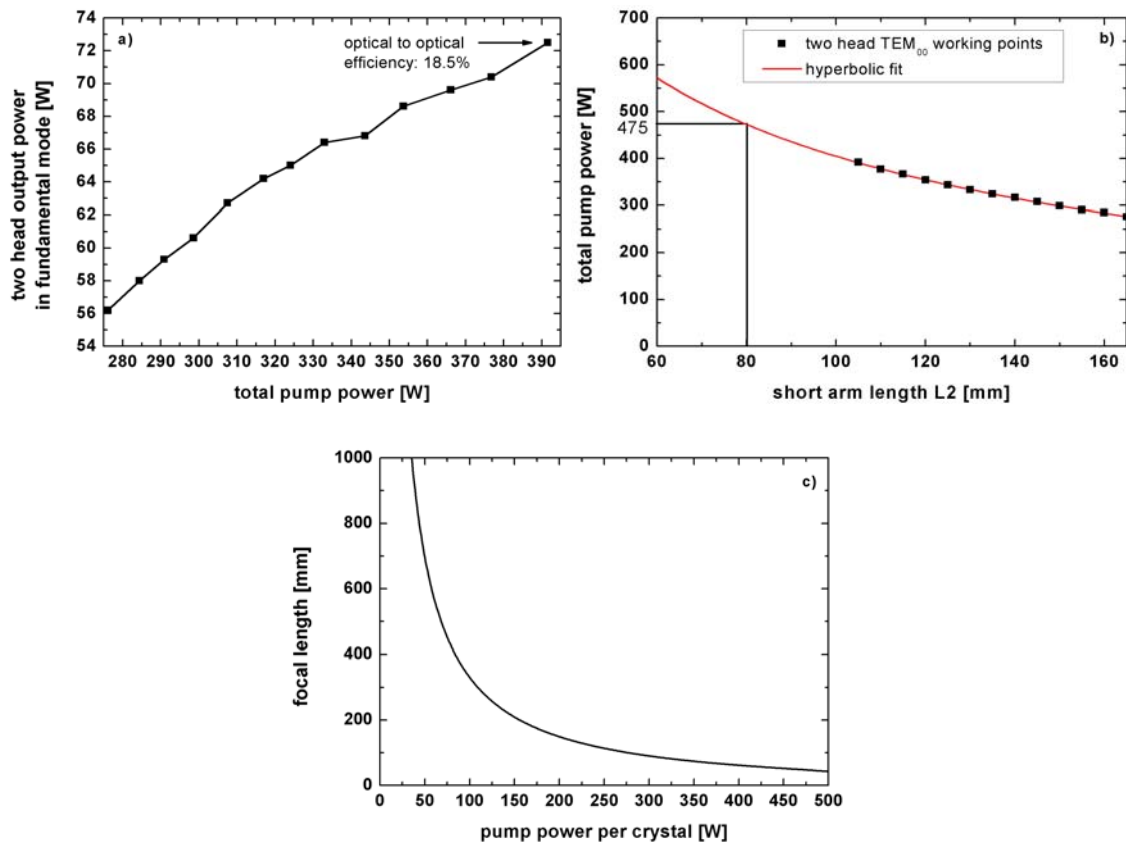 a)
optical to optical
efficiency: 18.5%
two head output power
in fundamental mode [W]
74
72
70
68
66
64
62
60
58
56
54
280 290 300 310 320 330 340 350 360 370 380 390
total pump power [W]
b)
two head TEM00 working points
hyperbolic fit
total pump power [W]
700
600
500
475
400
300
200
100
0
60 80 100 120 140 160
short arm length L2 [mm]
c)
focal length [mm]
1000
800
600
400
200
0
0 50 100 150 200 250 300 350 400 450 500
pump power per crystal [W]